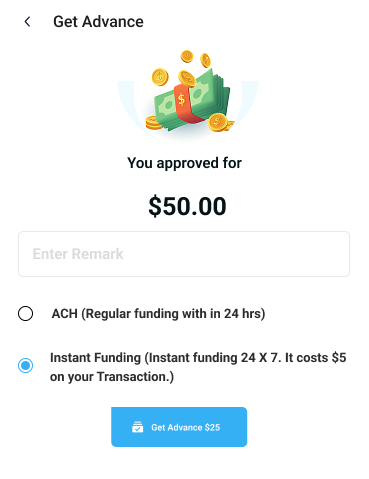 Get Advance
$
You approved for
$50.00
Enter Remark
ACH (Regular funding with in 24 hrs)
Instant Funding (Instant funding 24 X 7. It costs $5
on your Transaction.)
Get Advance $25